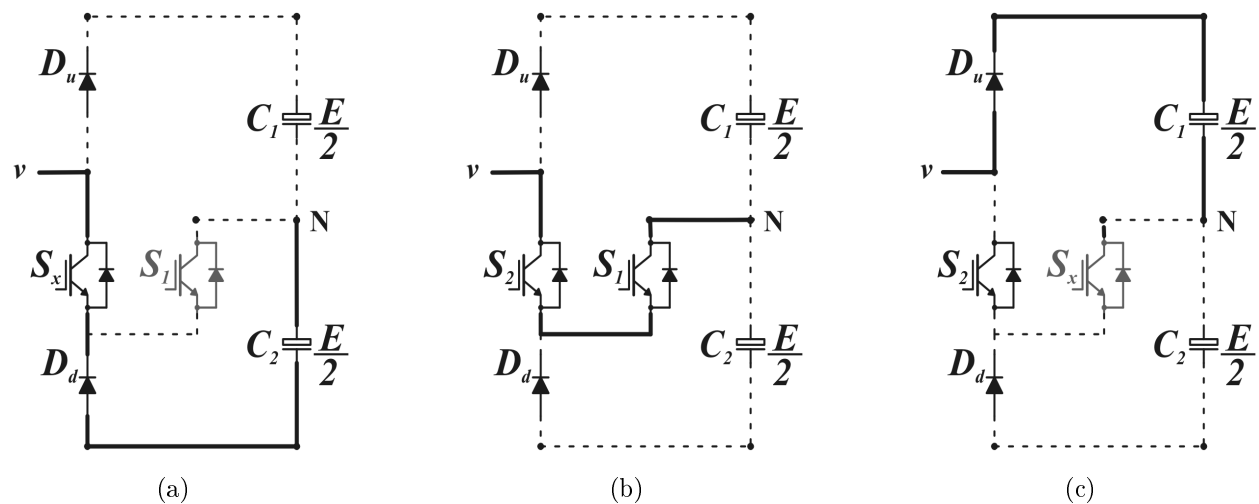 D_u
C_1 E/2
v
N
S_x S_1
D_d
C_2 E/2
(a)
D_u
C_1 E/2
v
N
S_2 S_1
D_d
C_2 E/2
(b)
D_u
C_1 E/2
v
N
S_2 S_x
D_d
C_2 E/2
(c)